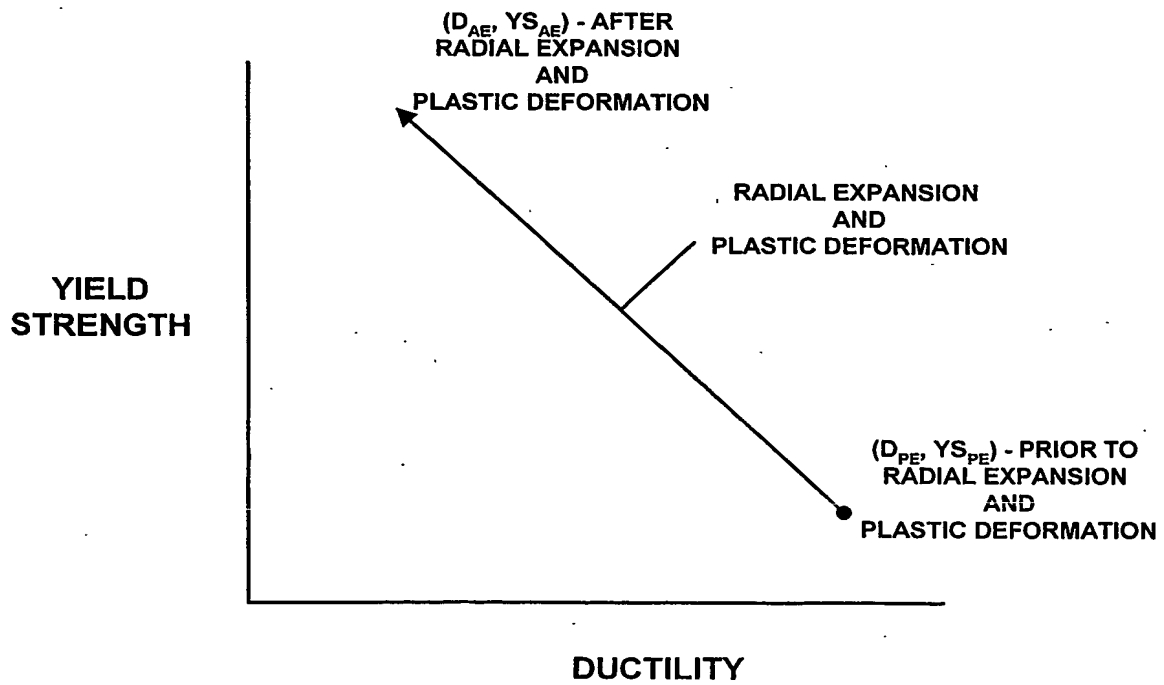 (D_AE, YS_AE) - AFTER
RADIAL EXPANSION
AND
PLASTIC DEFORMATION
RADIAL EXPANSION
AND
PLASTIC DEFORMATION
YIELD
STRENGTH
(D_PE, YS_PE) - PRIOR TO
RADIAL EXPANSION
AND
PLASTIC DEFORMATION
DUCTILITY